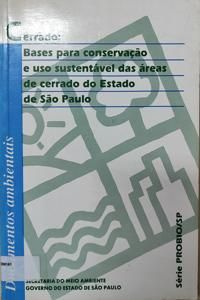 Cerrado:
Bases para conservação
e uso sustentável das áreas
de cerrado do Estado
de São Paulo
Documentos ambientais
Série PROBIO/SP
SECRETARIA DO MEIO AMBIENTE
GOVERNO DO ESTADO DE SÃO PAULO